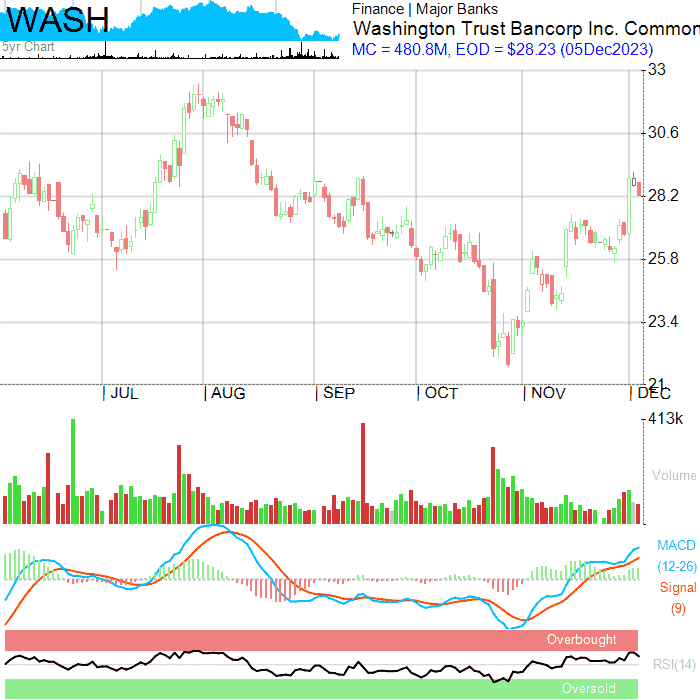 WASH
5yr Chart
Finance | Major Banks
Washington Trust Bancorp Inc. Common
MC = 480.8M, EOD = $28.23 (05Dec2023)
33
30.6
28.2
25.8
23.4
21
| JUL
| AUG
| SEP
| OCT
| NOV
| DEC
413k
Volume
MACD
(12-26)
Signal
(9)
Overbought
RSI(14)
Oversold